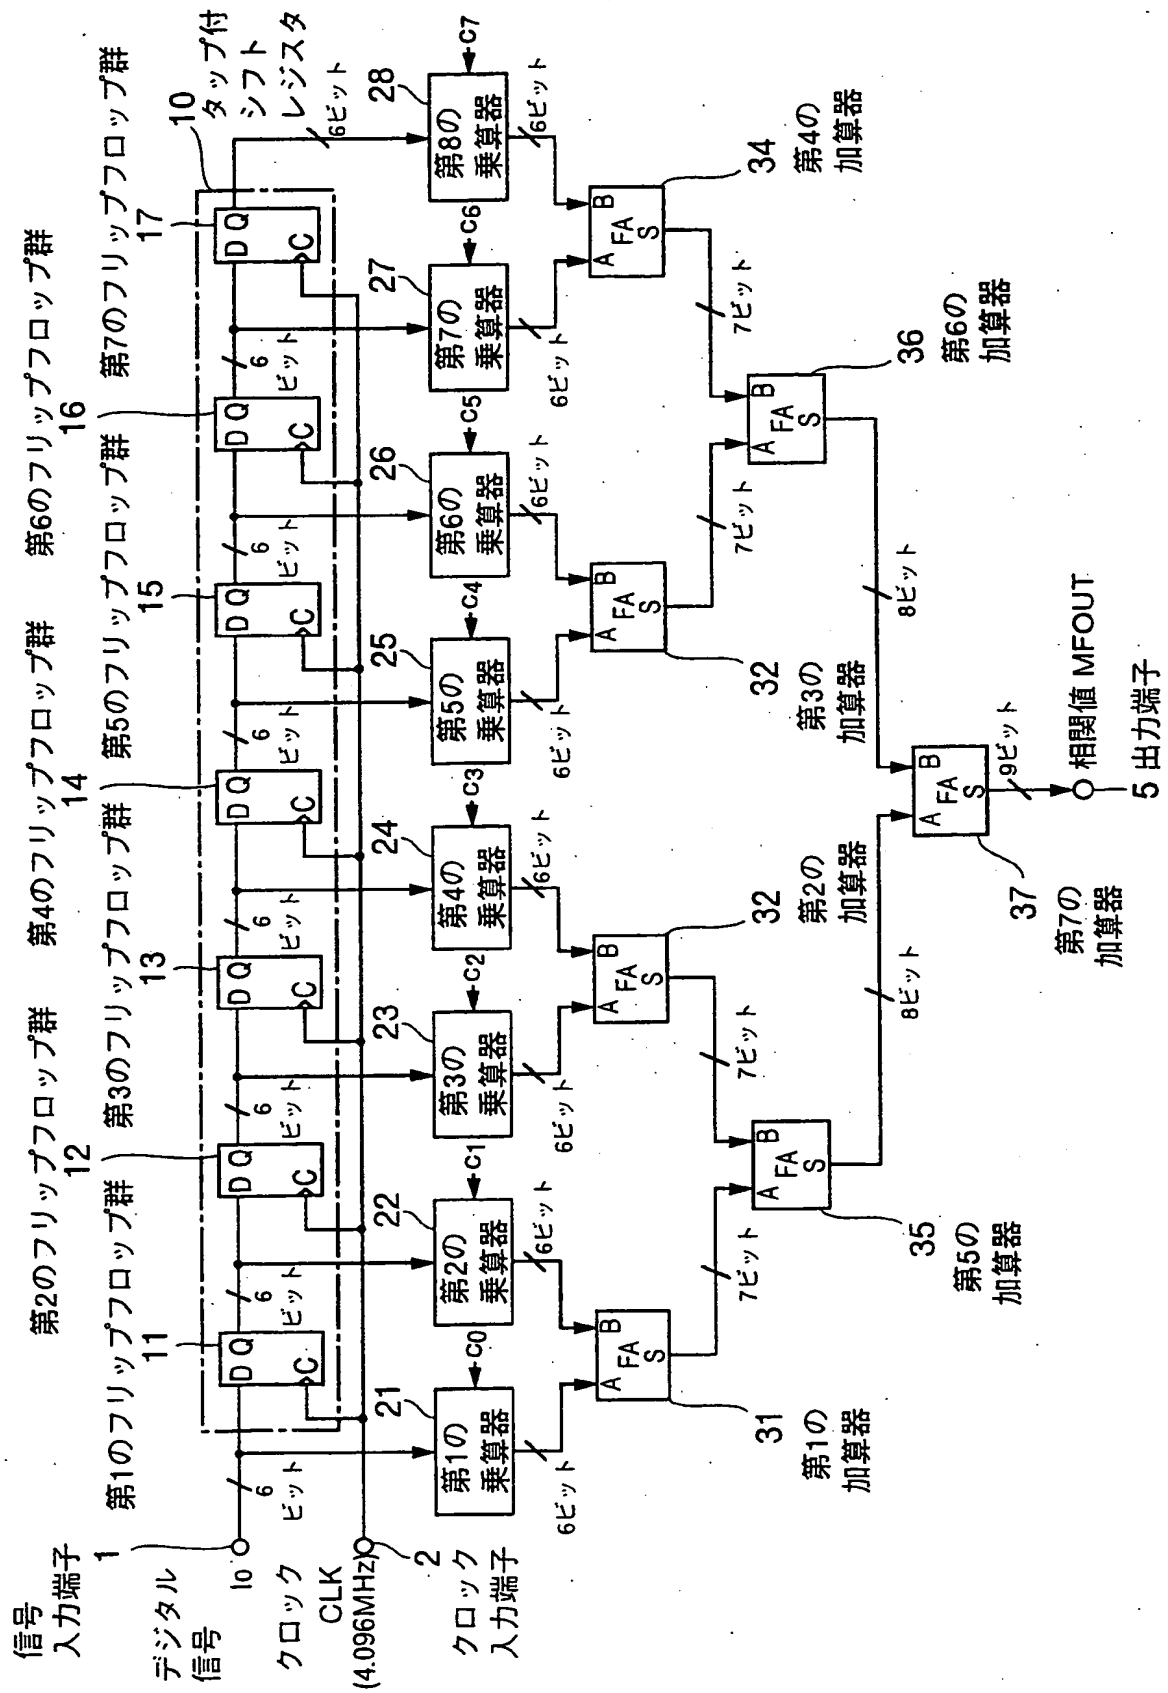 信号
入力端子
1
デジタル
信号
I0
クロック
CLK
(4.096MHz)
2
クロック
入力端子
10
タップ付
シフト
レジスタ
第1のフリップフロップ群
11
第2のフリップフロップ群
12
第3のフリップフロップ群
13
第4のフリップフロップ群
14
第5のフリップフロップ群
15
第6のフリップフロップ群
16
第7のフリップフロップ群
17
D Q
C
D Q
C
D Q
C
D Q
C
D Q
C
D Q
C
D Q
C
6
ビット
6
ビット
6
ビット
6
ビット
6
ビット
6
ビット
6
ビット
6ビット
21
第1の
乗算器
C0
22
第2の
乗算器
C1
23
第3の
乗算器
C2
24
第4の
乗算器
C3
25
第5の
乗算器
C4
26
第6の
乗算器
C5
27
第7の
乗算器
C6
28
第8の
乗算器
C7
6ビット
6ビット
6ビット
6ビット
6ビット
6ビット
6ビット
6ビット
A B
FA
S
31
第1の
加算器
A B
FA
S
32
第2の
加算器
A B
FA
S
32
第3の
加算器
A B
FA
S
34
第4の
加算器
7ビット
7ビット
7ビット
7ビット
A B
FA
S
35
第5の
加算器
A B
FA
S
36
第6の
加算器
8ビット
8ビット
A B
FA
S
37
第7の
加算器
9ビット
相関値 MFOUT
5 出力端子